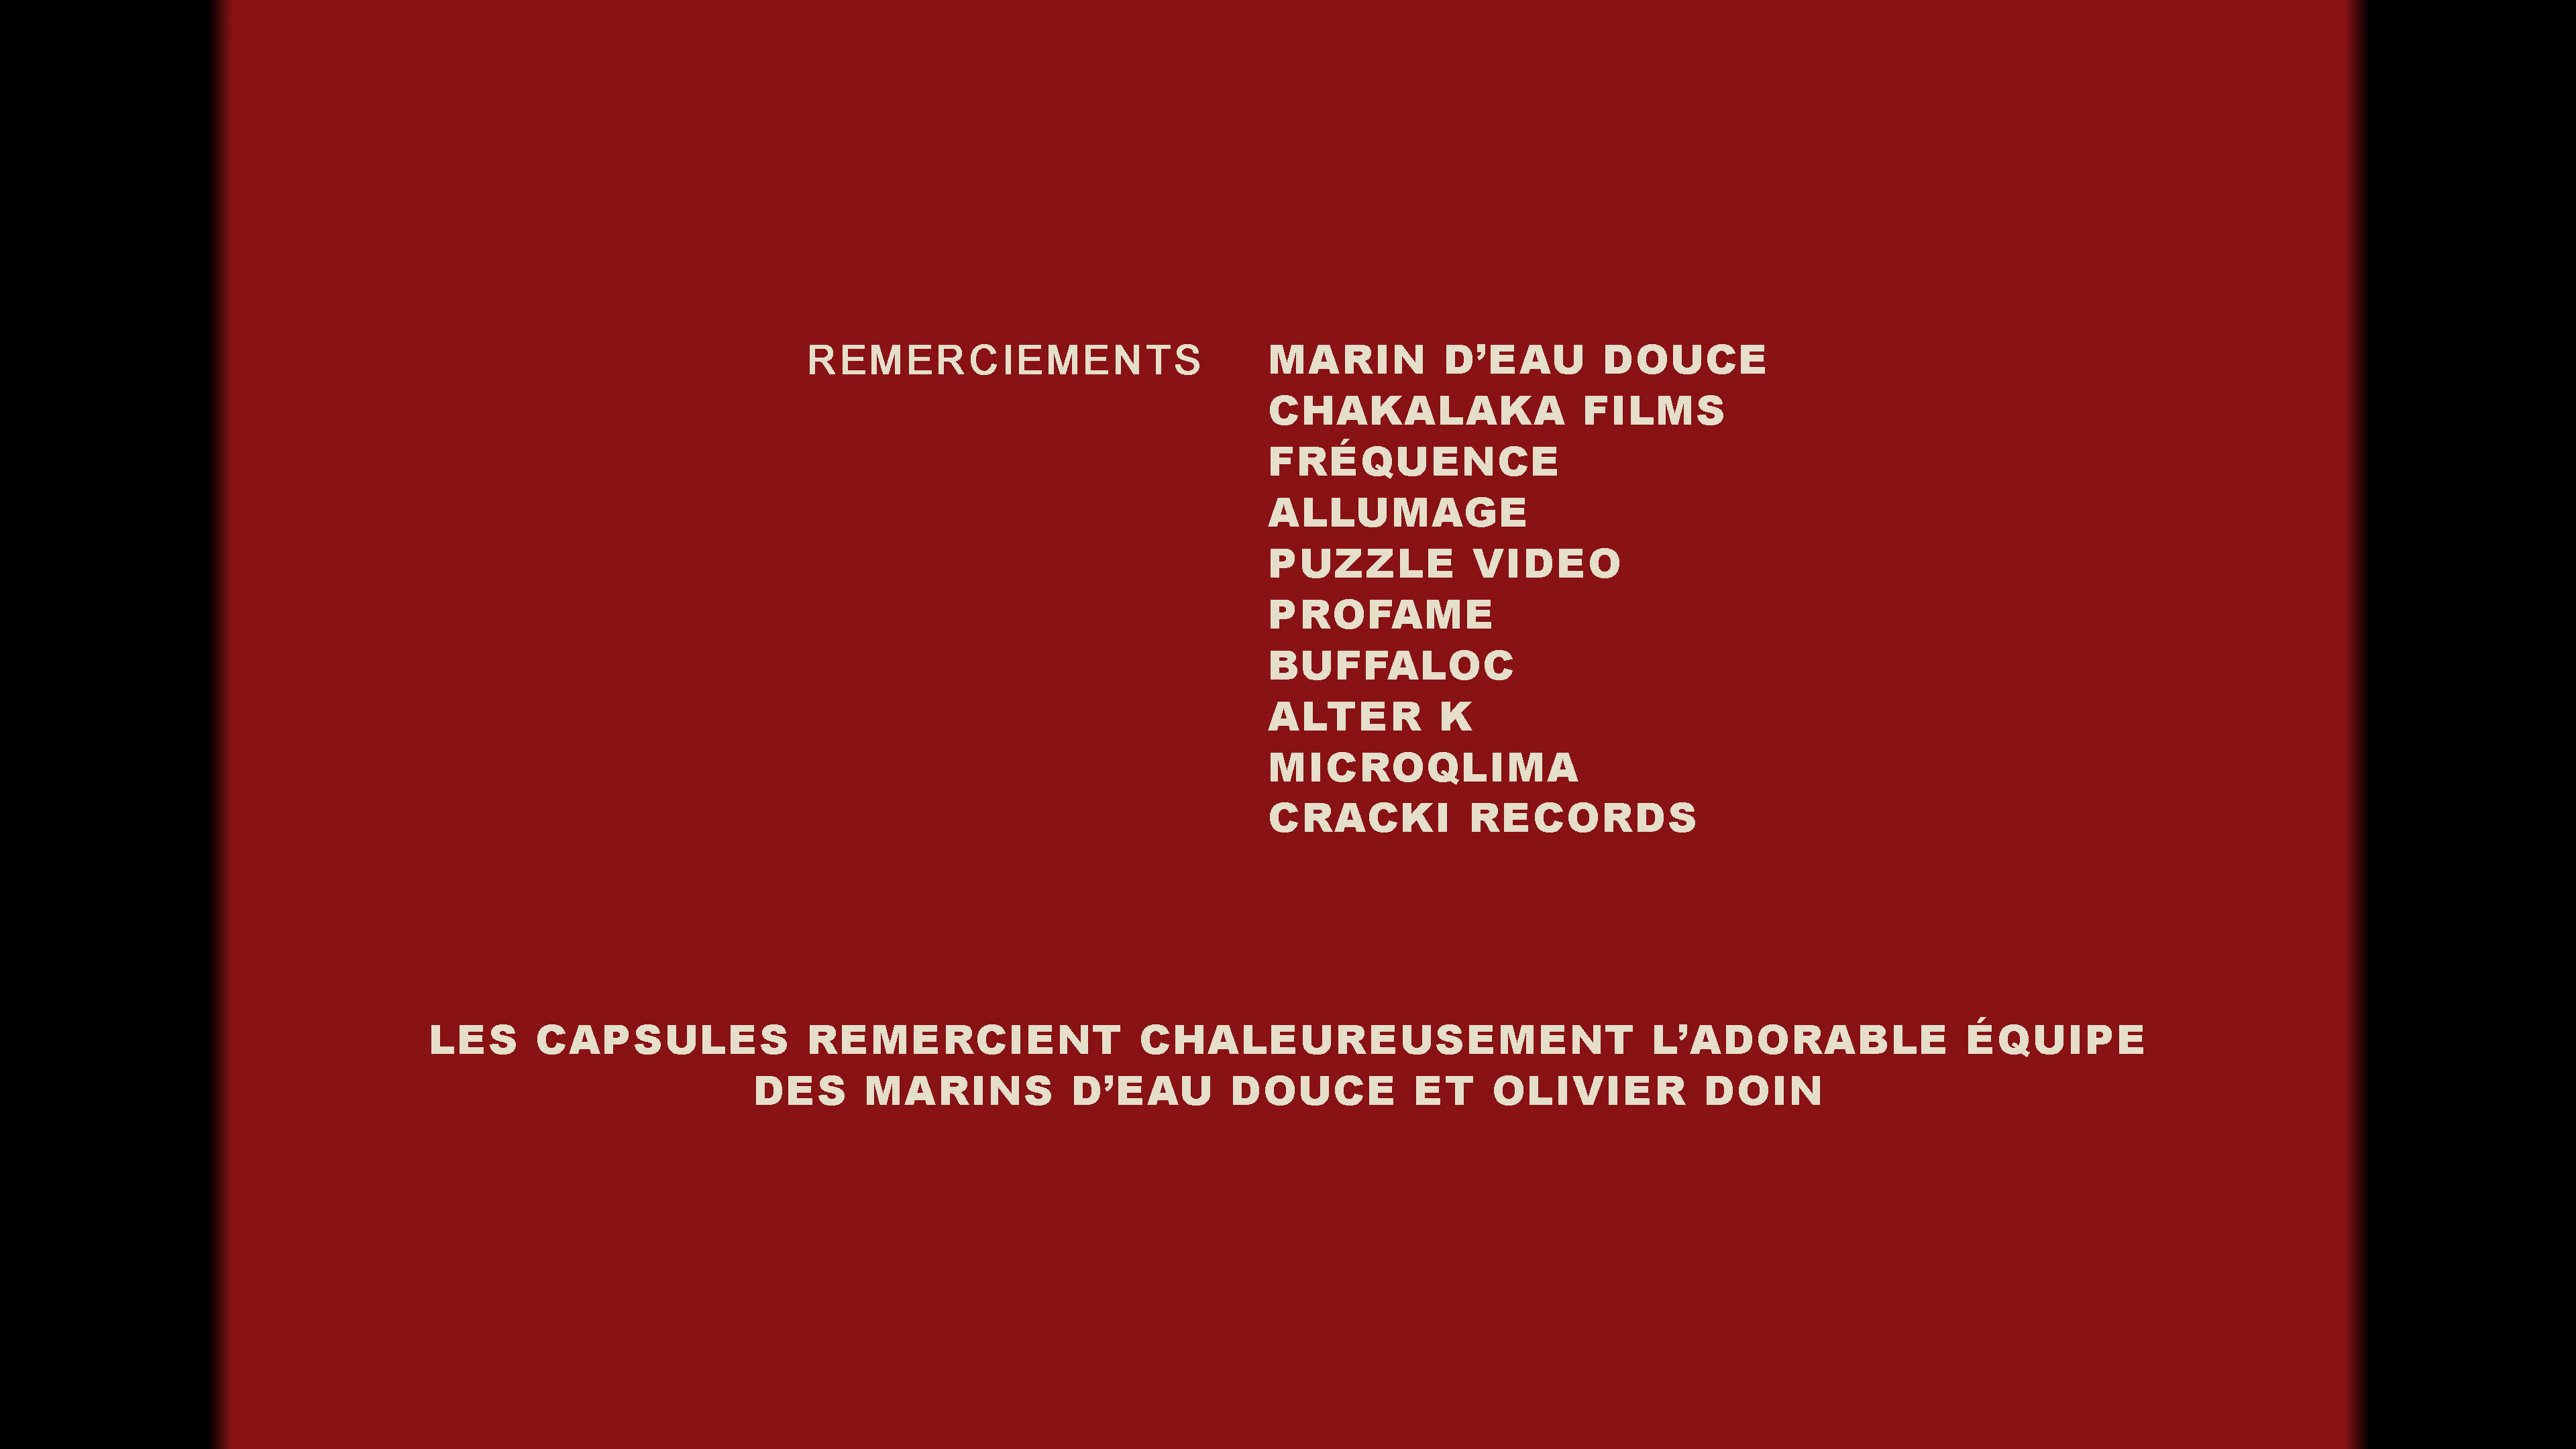 REMERCIEMENTS MARIN D’EAU DOUCE
CHAKALAKA FILMS
FRÉQUENCE
ALLUMAGE
PUZZLE VIDEO
PROFAME
BUFFALOC
ALTER K
MICROQLIMA
CRACKI RECORDS
LES CAPSULES REMERCIENT CHALEUREUSEMENT L’ADORABLE ÉQUIPE
DES MARINS D’EAU DOUCE ET OLIVIER DOIN